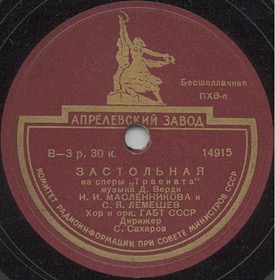 Бесшеллачная
ПХВ-п
АПРЕЛЕВСКИЙ ЗАВОД
В—3 р. 30 к. 14915
ЗАСТОЛЬНАЯ
из оперы „Травиата"
музыка Д. Верди
И. И. МАСЛЕННИКОВА и
С. Я. ЛЕМЕШЕВ
Хор и орк. ГАБТ СССР
Дирижер
С. Сахаров
КОМИТЕТ РАДИОИНФОРМАЦИИ ПРИ СОВЕТЕ МИНИСТРОВ СССР